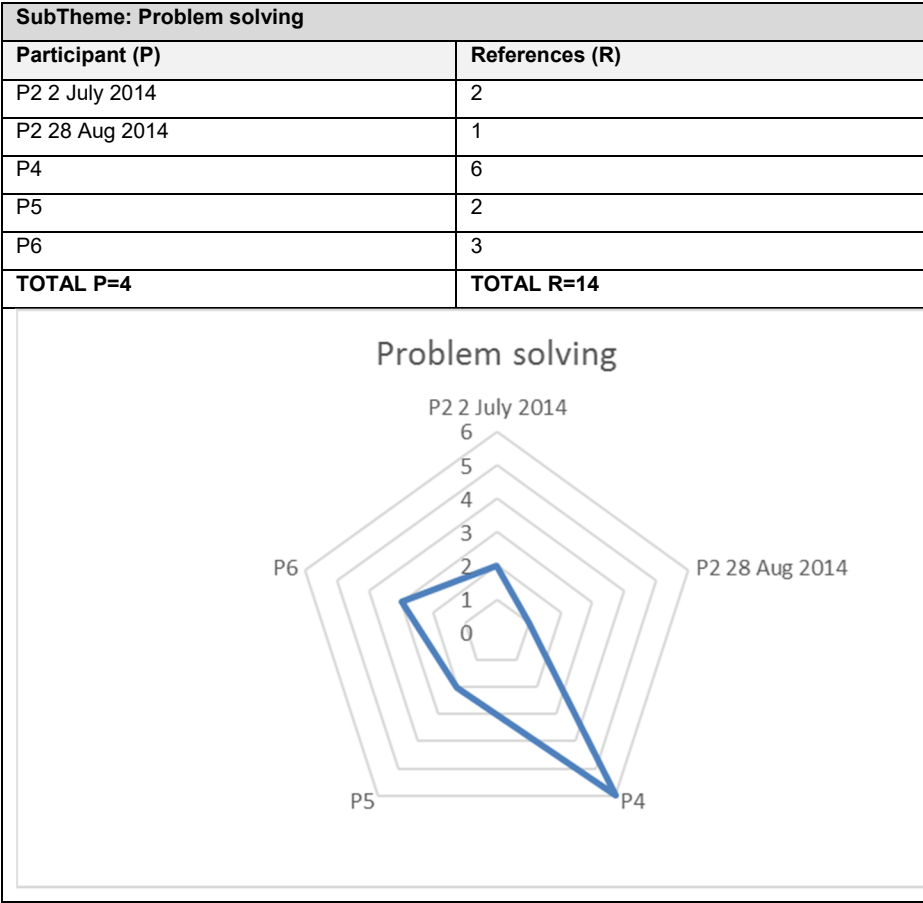 SubTheme: Problem solving
Participant (P) References (R)
P2 2 July 2014 2
P2 28 Aug 2014 1
P4 6
P5 2
P6 3
TOTAL P=4 TOTAL R=14
Problem solving
P2 2 July 2014
6
5
4
3
2
1
0
P6
P2 28 Aug 2014
P5
P4